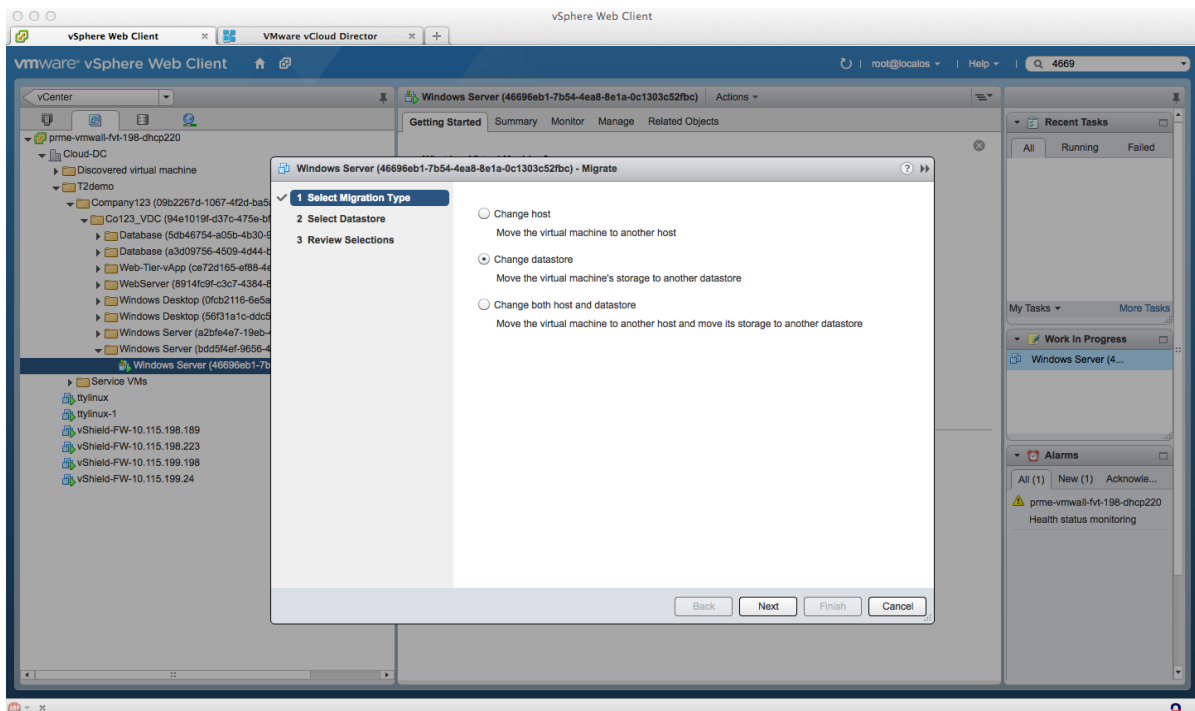 vSphere Web Client
vSphere Web Client
VMware vCloud Director
vmware® vSphere Web Client
root@localos
Help
4669
vCenter
prme-vmwall-fvt-198-dhcp220
Cloud-DC
Discovered virtual machine
T2demo
Company123 (09b2267d-1067-4f2d-ba5
Co123_VDC (94e1019f-d37c-475e-bf
Database (5db46754-a05b-4b30-9
Database (a3d09756-4509-4d44-b
Web-Tier-vApp (ce72d165-ef88-4e
WebServer (8914fc9f-c3c7-4384-8
Windows Desktop (0fcb2116-6e5a
Windows Desktop (56f31a1c-ddc5
Windows Server (a2bfe4e7-19eb-4
Windows Server (bdd5f4ef-9656-4
Windows Server (46696eb1-7b
Service VMs
ttylinux
ttylinux-1
vShield-FW-10.115.198.189
vShield-FW-10.115.198.223
vShield-FW-10.115.199.198
vShield-FW-10.115.199.24
Windows Server (46696eb1-7b54-4ea8-8e1a-0c1303c52fbc)
Actions
Getting Started
Summary
Monitor
Manage
Related Objects
Windows Server (46696eb1-7b54-4ea8-8e1a-0c1303c52fbc) - Migrate
1 Select Migration Type
2 Select Datastore
3 Review Selections
Change host
Move the virtual machine to another host
Change datastore
Move the virtual machine's storage to another datastore
Change both host and datastore
Move the virtual machine to another host and move its storage to another datastore
Back
Next
Finish
Cancel
Recent Tasks
All
Running
Failed
My Tasks
More Tasks
Work In Progress
Windows Server (4...
Alarms
All (1)
New (1)
Acknowle...
prme-vmwall-fvt-198-dhcp220
Health status monitoring